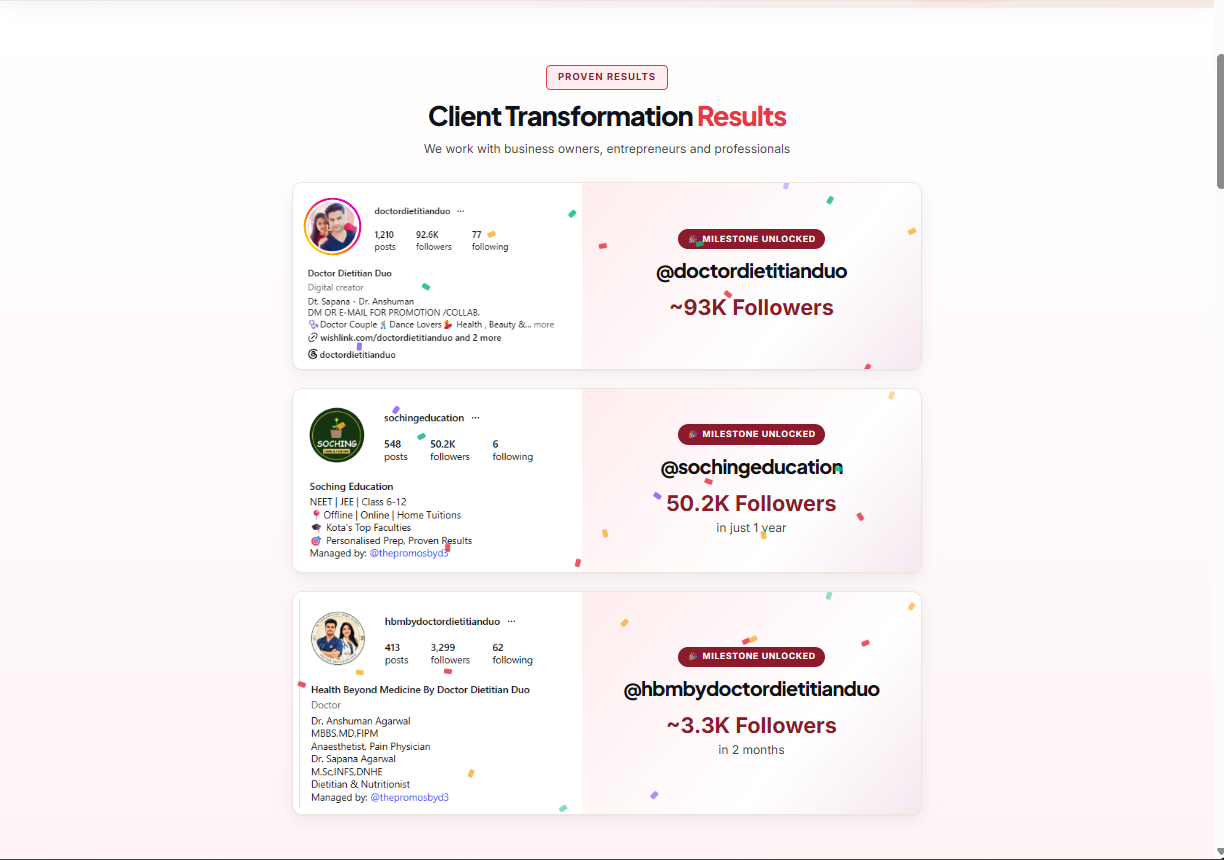 PROVEN RESULTS
Client Transformation Results
We work with business owners, entrepreneurs and professionals
doctordietitianduo ···
1,210 92.6K 77
posts followers following
Doctor Dietitian Duo
Digital creator
Dt. Sapana - Dr. Anshuman
DM OR E-MAIL FOR PROMOTION /COLLAB.
🩺Doctor Couple 💃Dance Lovers💃 Health , Beauty &... more
wishlink.com/doctordietitianduo and 2 more
doctordietitianduo
🎉 MILESTONE UNLOCKED
@doctordietitianduo
~93K Followers
sochingeducation ···
548 50.2K 6
posts followers following
SOCHING
Soching Education
NEET | JEE | Class 6-12
📍 Offline | Online | Home Tuitions
🎓 Kota's Top Faculties
🎯 Personalised Prep, Proven Results
Managed by: @thepromosbyd3
🎉 MILESTONE UNLOCKED
@sochingeducation
50.2K Followers
in just 1 year
hbmbydoctordietitianduo ···
413 3,299 62
posts followers following
Health Beyond Medicine By Doctor Dietitian Duo
Doctor
Dr. Anshuman Agarwal
MBBS,MD,FIPM
Anaesthetist, Pain Physician
Dr. Sapana Agarwal
M.Sc,INFS,DNHE
Dietitian & Nutritionist
Managed by: @thepromosbyd3
🎉 MILESTONE UNLOCKED
@hbmbydoctordietitianduo
~3.3K Followers
in 2 months